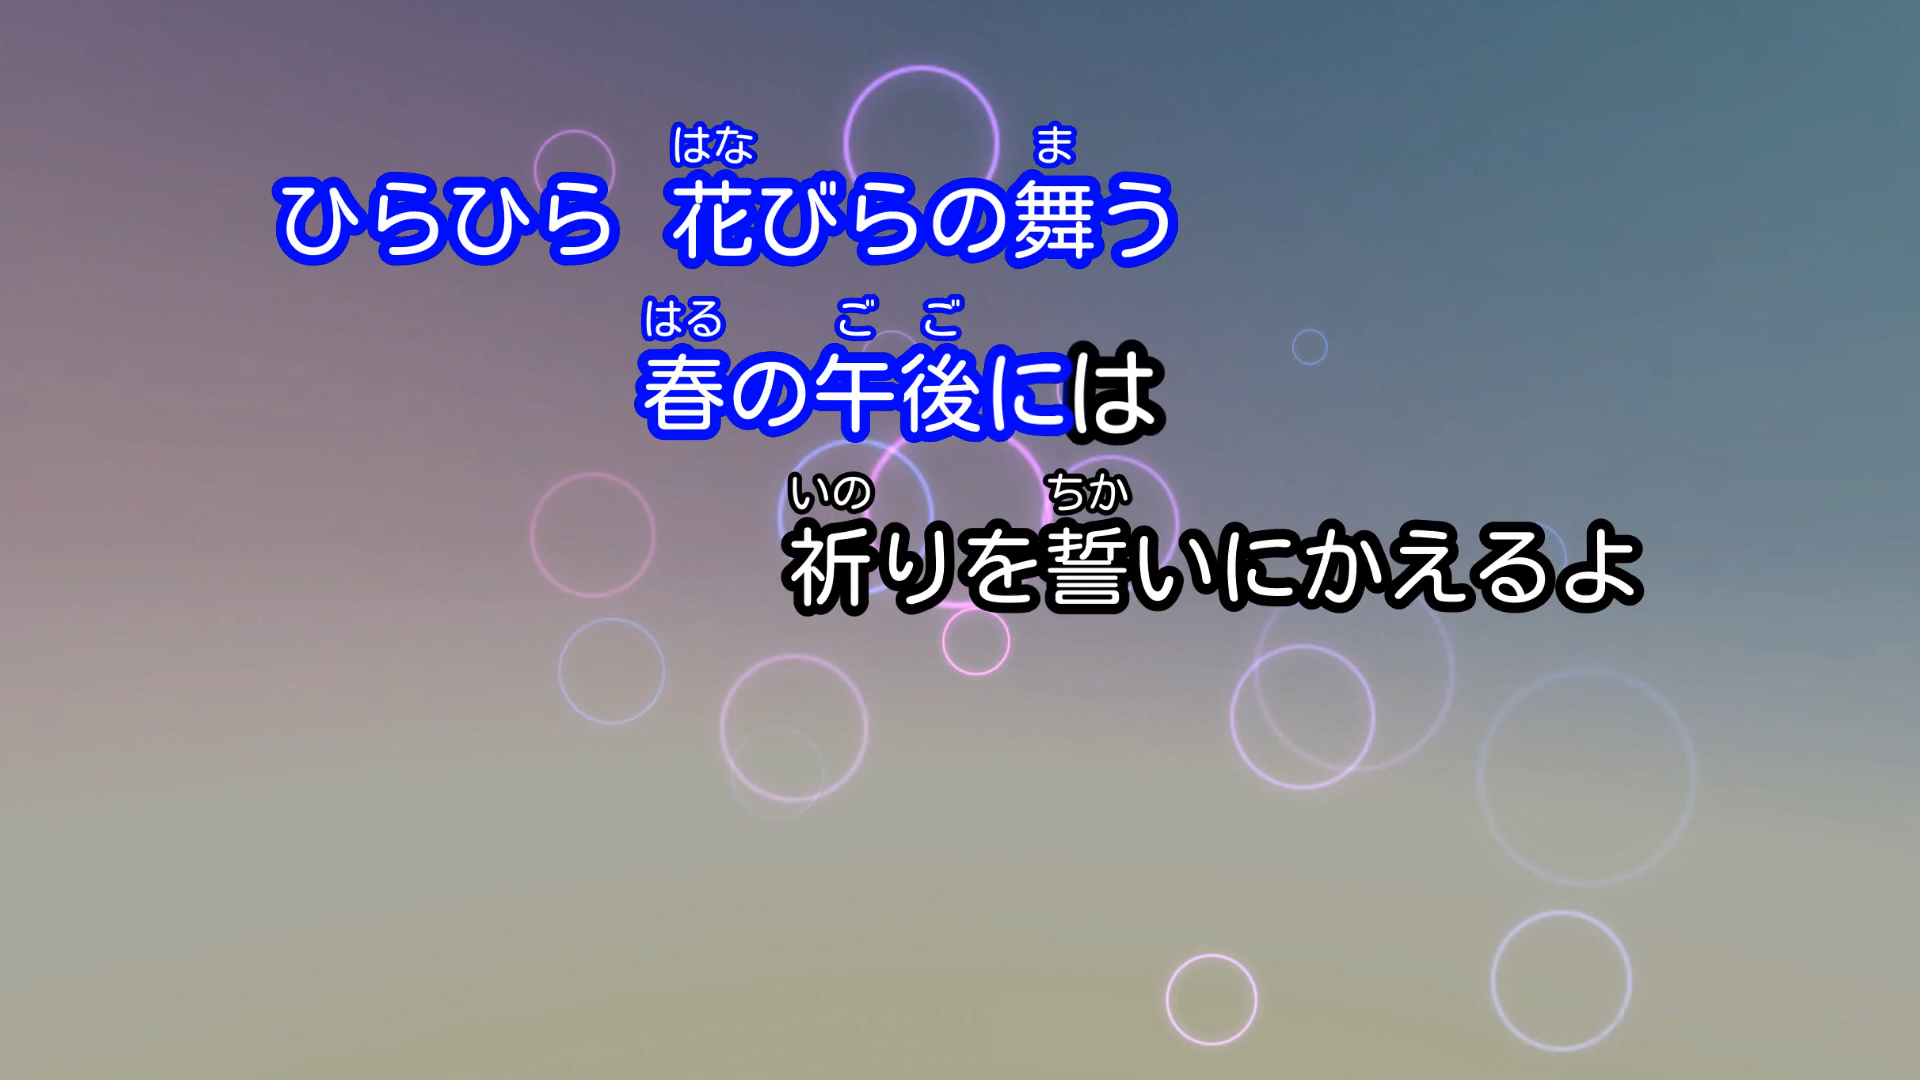 はな ま
ひらひら 花びらの舞う
はる ご ご
春の午後には
いの ちか
祈りを誓いにかえるよ